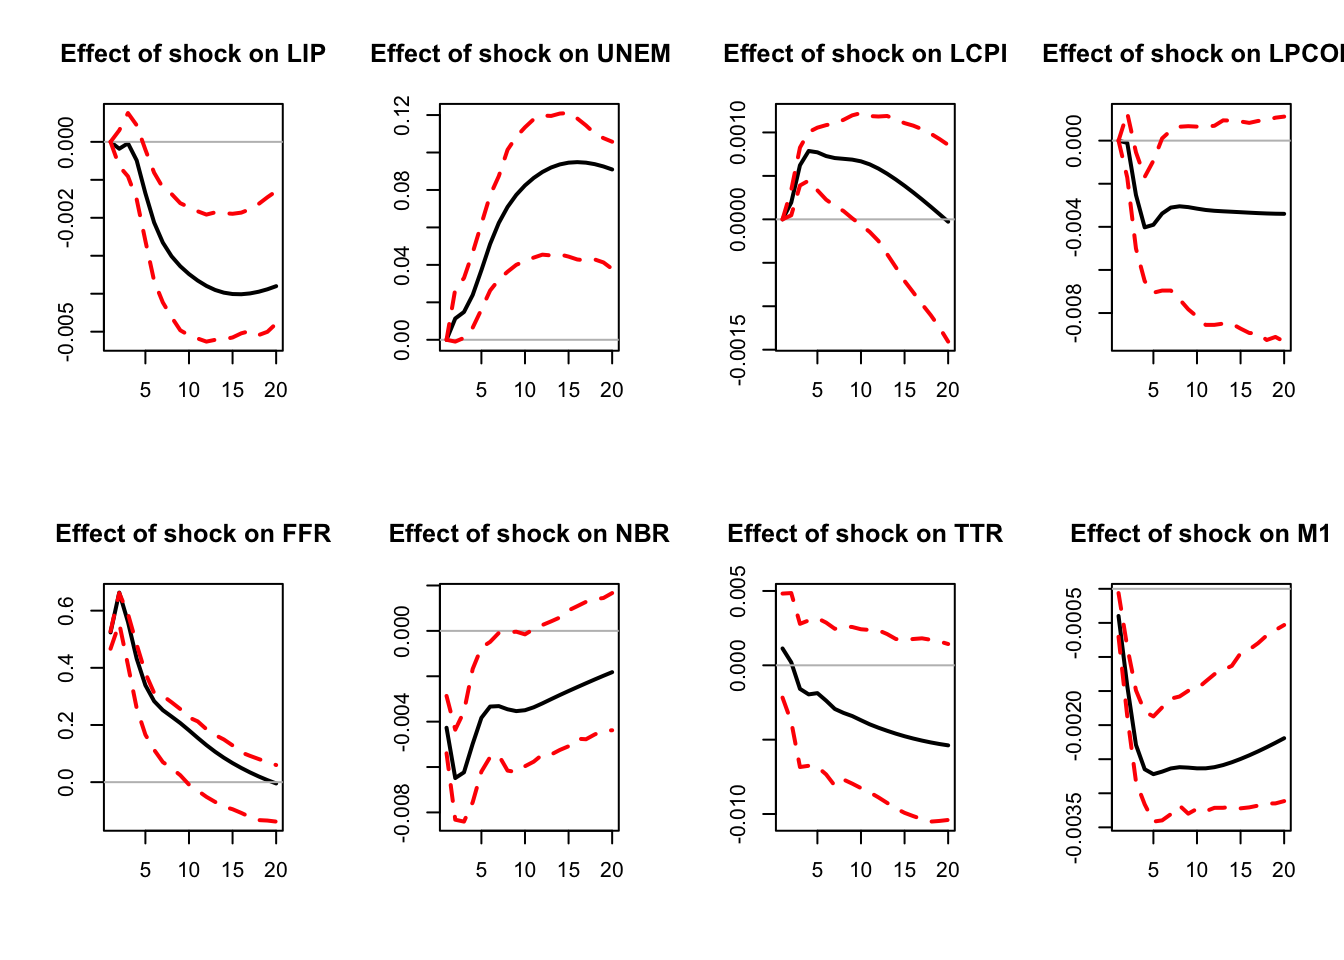 Effect of shock on LIP
Effect of shock on UNEM
Effect of shock on LCPI
Effect of shock on
0.000
-0.002
-0.005
5 10 15 20
0.12
0.08
0.04
0.00
5 10 15 20
0.0010
0.0000
-0.0015
5 10 15 20
0.000
-0.004
-0.008
5 10 15 20
Effect of shock on FFR
Effect of shock on NBR
Effect of shock on TTR
Effect of shock on M1
0.6
0.4
0.2
0.0
5 10 15 20
0.000
-0.004
-0.008
5 10 15 20
0.005
0.000
-0.010
5 10 15 20
-0.0005
-0.0020
-0.0035
5 10 15 20